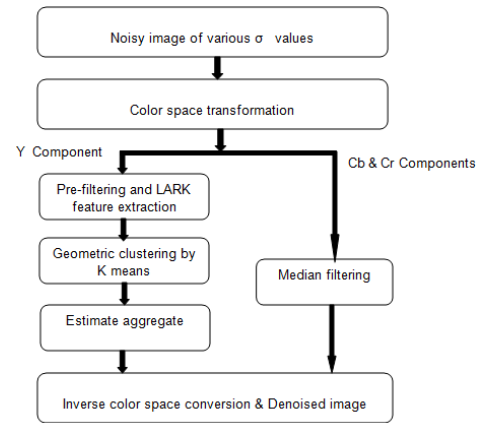 Noisy image of various σ values
Color space transformation
Y Component
Cb & Cr Components
Pre-filtering and LARK
feature extraction
Geometric clustering by
K means
Median filtering
Estimate aggregate
Inverse color space conversion & Denoised image